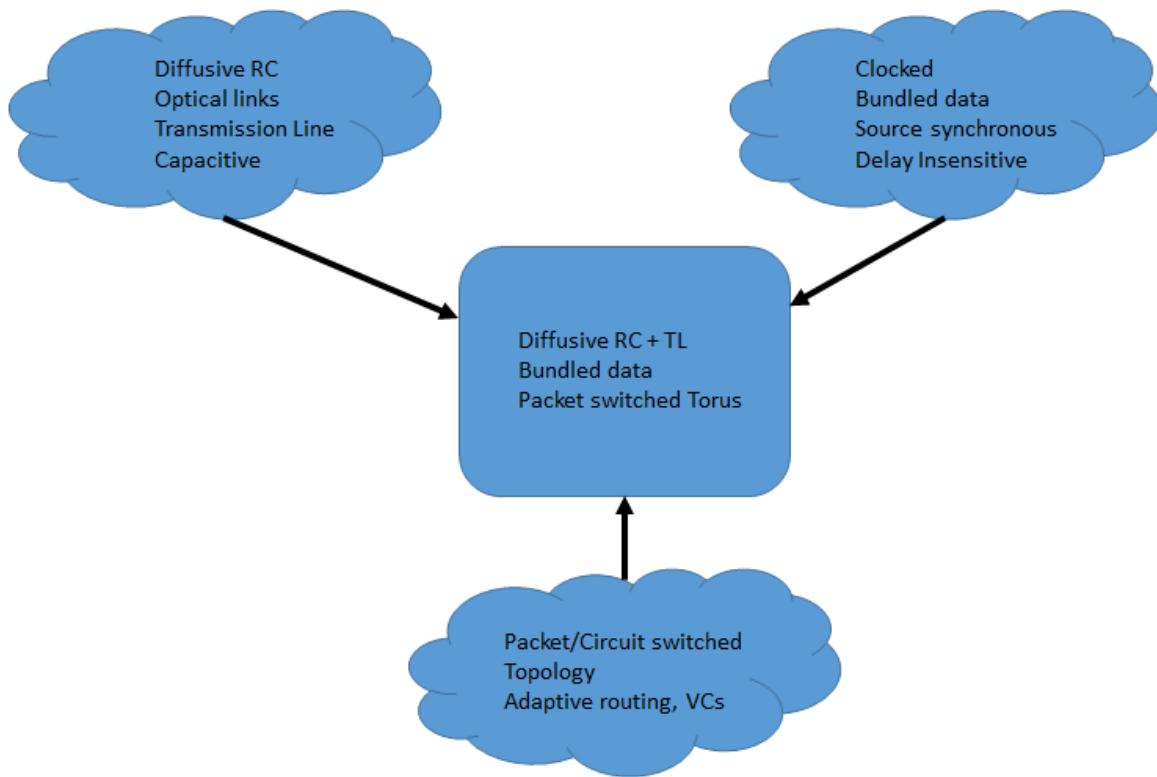 Diffusive RC
Optical links
Transmission Line
Capacitive
Clocked
Bundled data
Source synchronous
Delay Insensitive
Diffusive RC + TL
Bundled data
Packet switched Torus
Packet/Circuit switched
Topology
Adaptive routing, VCs